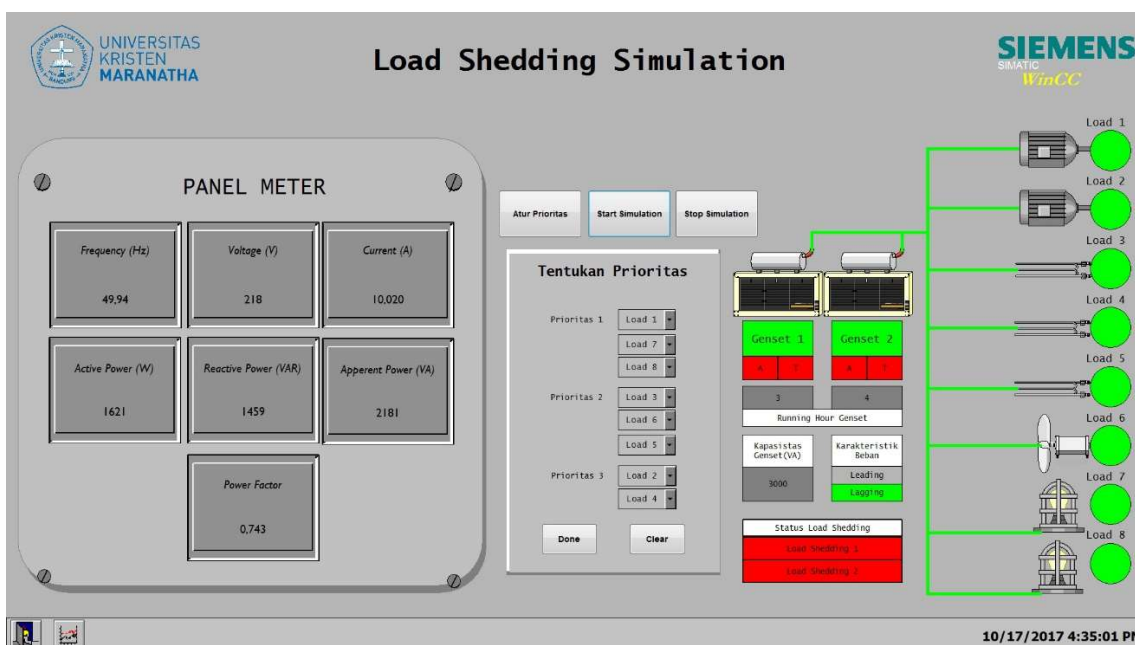 UNIVERSITAS
KRISTEN
MARANATHA
Load Shedding Simulation
SIEMENS
SIMATIC
WinCC
PANEL METER
Frequency (Hz)
49,94
Voltage (V)
218
Current (A)
10,020
Active Power (W)
1621
Reactive Power (VAR)
1459
Apperent Power (VA)
2181
Power Factor
0,743
Atur Prioritas
Start Simulation
Stop Simulation
Tentukan Prioritas
Prioritas 1
Load 1
Load 7
Load 8
Prioritas 2
Load 3
Load 6
Load 5
Prioritas 3
Load 2
Load 4
Done
Clear
Genset 1
Genset 2
A
T
A
T
3
4
Running Hour Genset
Kapasistas
Genset(VA)
3000
Karakteristik
Beban
Leading
Lagging
Status Load Shedding
Load Shedding 1
Load Shedding 2
Load 1
Load 2
Load 3
Load 4
Load 5
Load 6
Load 7
Load 8
10/17/2017 4:35:01 PM